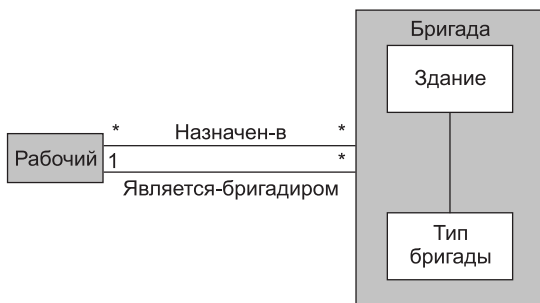 Бригада
Здание
* Назначен-в *
Рабочий 1 *
Является-бригадиром
Тип
бригады